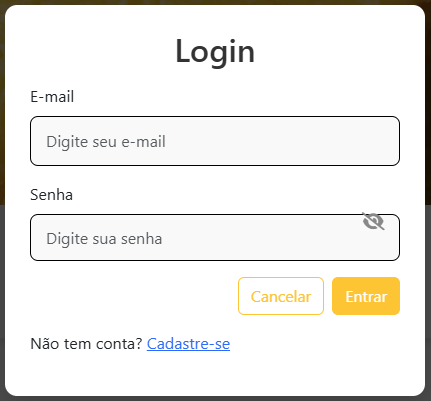 Login
E-mail
Digite seu e-mail
Senha
Digite sua senha
Cancelar Entrar
Não tem conta? Cadastre-se